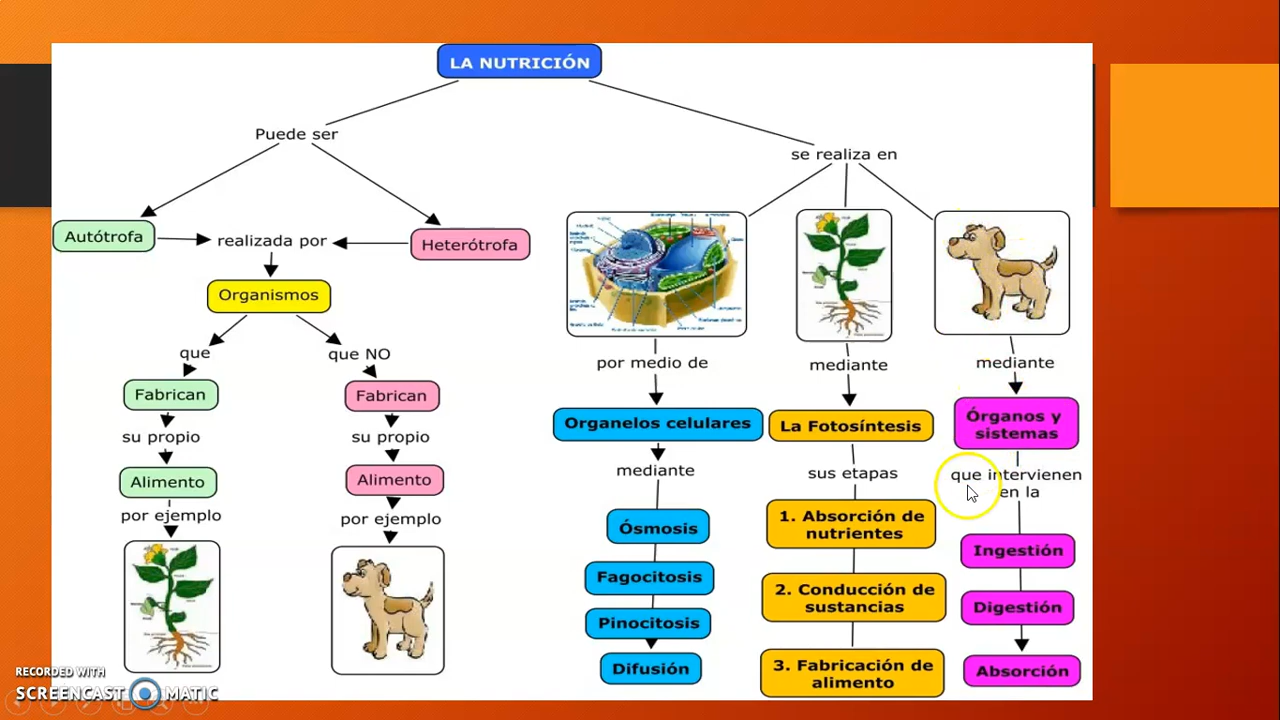 LA NUTRICIÓN
Puede ser
se realiza en
Autótrofa
realizada por
Heterótrofa
Organismos
que
que NO
Fabrican
Fabrican
su propio
su propio
Alimento
Alimento
por ejemplo
por ejemplo
por medio de
Organelos celulares
mediante
Ósmosis
Fagocitosis
Pinocitosis
Difusión
mediante
La Fotosíntesis
sus etapas
1. Absorción de
nutrientes
2. Conducción de
sustancias
3. Fabricación de
alimento
mediante
Órganos y
sistemas
que intervienen
en la
Ingestión
Digestión
Absorción
RECORDED WITH
SCREENCAST MATIC